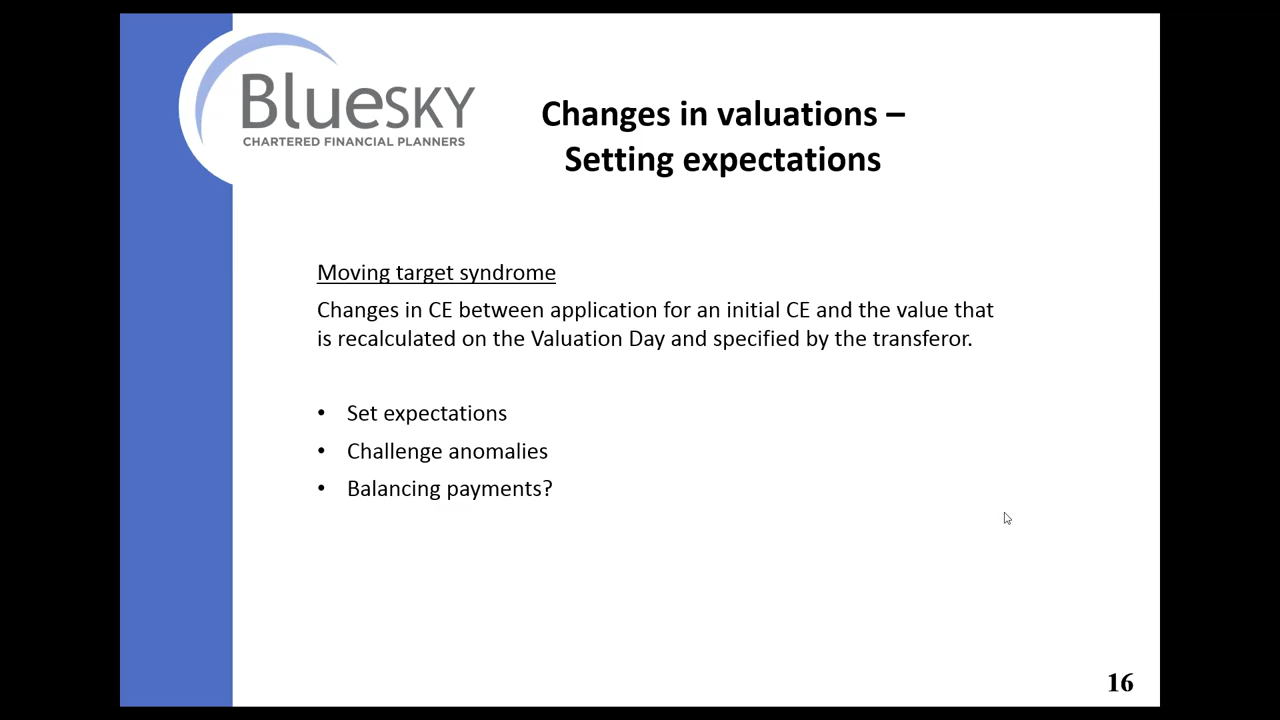 BlueSKY
CHARTERED FINANCIAL PLANNERS
Changes in valuations –
Setting expectations
Moving target syndrome
Changes in CE between application for an initial CE and the value that
is recalculated on the Valuation Day and specified by the transferor.
• Set expectations
• Challenge anomalies
• Balancing payments?
16